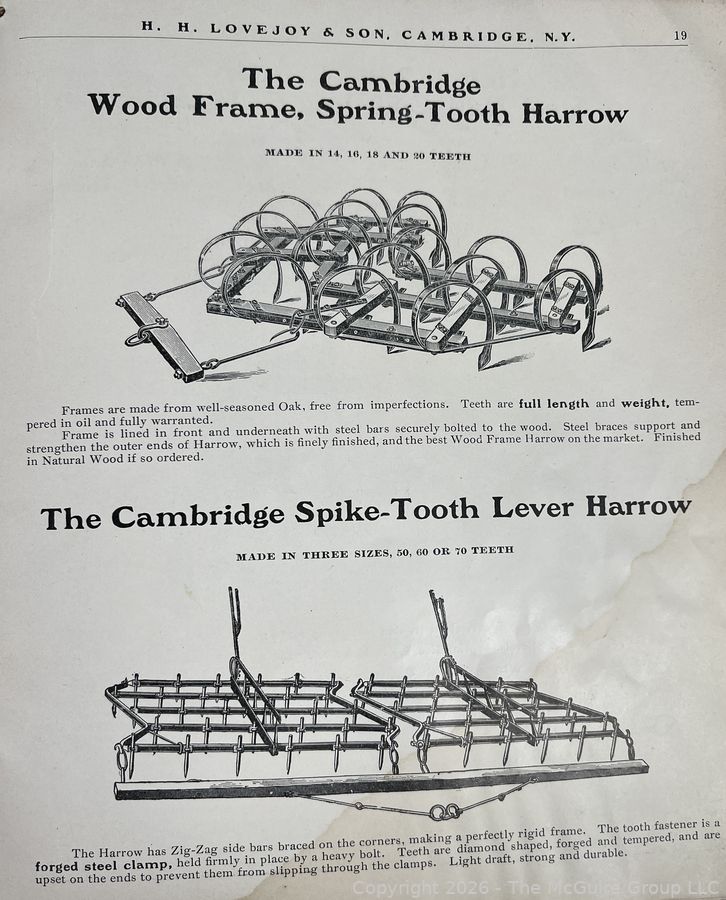 H. H. LOVEJOY & SON, CAMBRIDGE, N.Y. 19
The Cambridge
Wood Frame, Spring-Tooth Harrow
MADE IN 14, 16, 18 AND 20 TEETH
Frames are made from well-seasoned Oak, free from imperfections. Teeth are full length and weight, tem-
pered in oil and fully warranted.
Frame is lined in front and underneath with steel bars securely bolted to the wood. Steel braces support and
strengthen the outer ends of Harrow, which is finely finished, and the best Wood Frame Harrow on the market. Finished
in Natural Wood if so ordered.
The Cambridge Spike-Tooth Lever Harrow
MADE IN THREE SIZES, 50, 60 OR 70 TEETH
The Harrow has Zig-Zag side bars braced on the corners, making a perfectly rigid frame. The tooth fastener is a
forged steel clamp, held firmly in place by a heavy bolt. Teeth are diamond shaped, forged and tempered, and are
upset on the ends to prevent them from slipping through the clamps. Light draft, strong and durable.
Copyright 2026 - The McGuire Group LLC